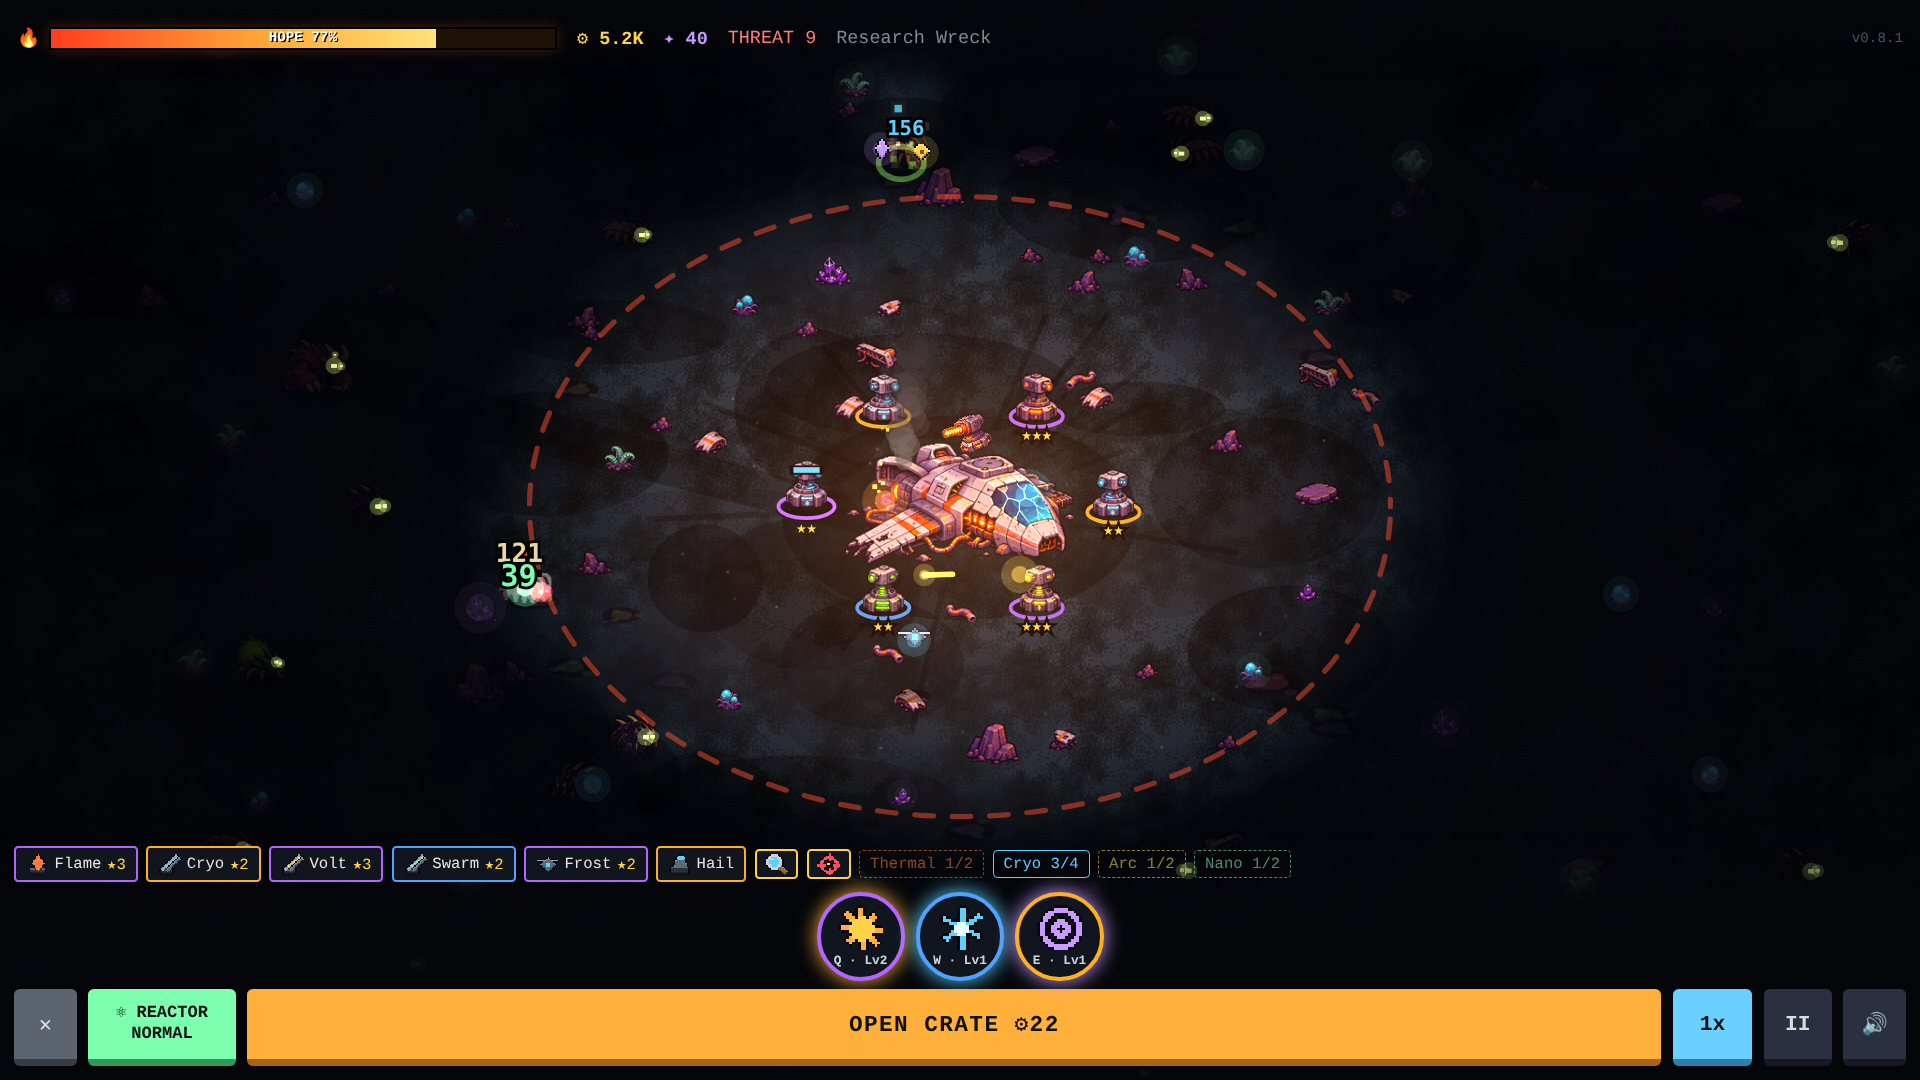 HOPE 77%
5.2K
40
THREAT 9
Research Wreck
v0.8.1
156
121
39
Flame ★3
Cryo ★2
Volt ★3
Swarm ★2
Frost ★2
Hail
Thermal 1/2
Cryo 3/4
Arc 1/2
Nano 1/2
Q · Lv2
W · Lv1
E · Lv1
✕
REACTOR
NORMAL
OPEN CRATE ⚙22
1x
II